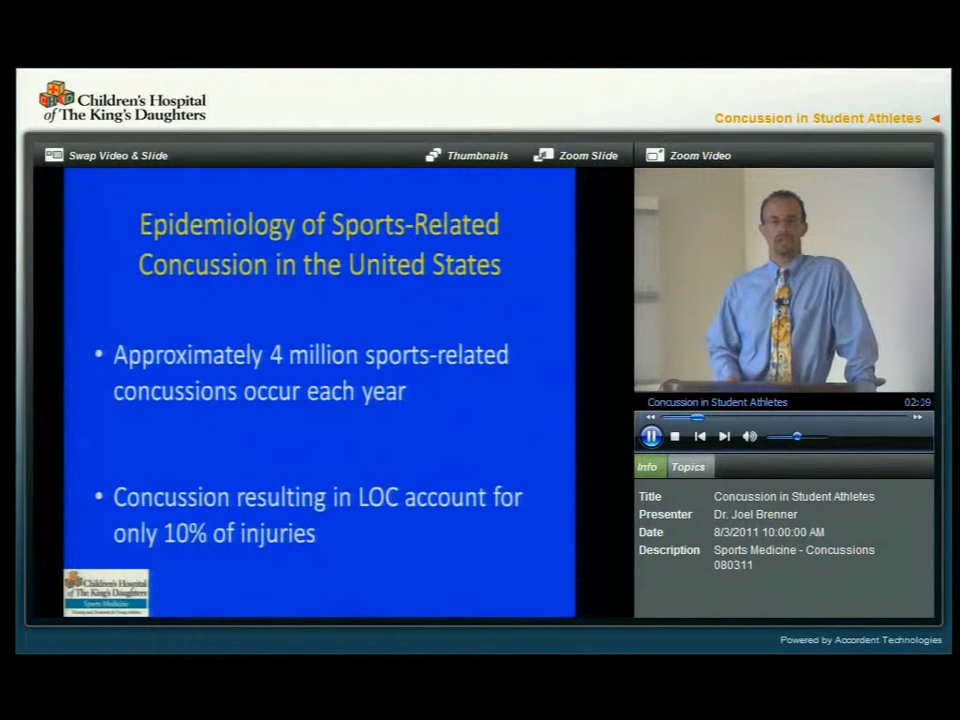 Children's Hospital
of The King's Daughters
Concussion in Student Athletes
Swap Video & Slide
Thumbnails
Zoom Slide
Zoom Video
Epidemiology of Sports-Related
Concussion in the United States
• Approximately 4 million sports-related
concussions occur each year
• Concussion resulting in LOC account for
only 10% of injuries
Children's Hospital
of The King's Daughters
Sports Medicine
Concussion in Student Athletes
02:09
Info
Topics
Title Concussion in Student Athletes
Presenter Dr. Joel Brenner
Date 8/3/2011 10:00:00 AM
Description Sports Medicine - Concussions
080311
Powered by Accordent Technologies